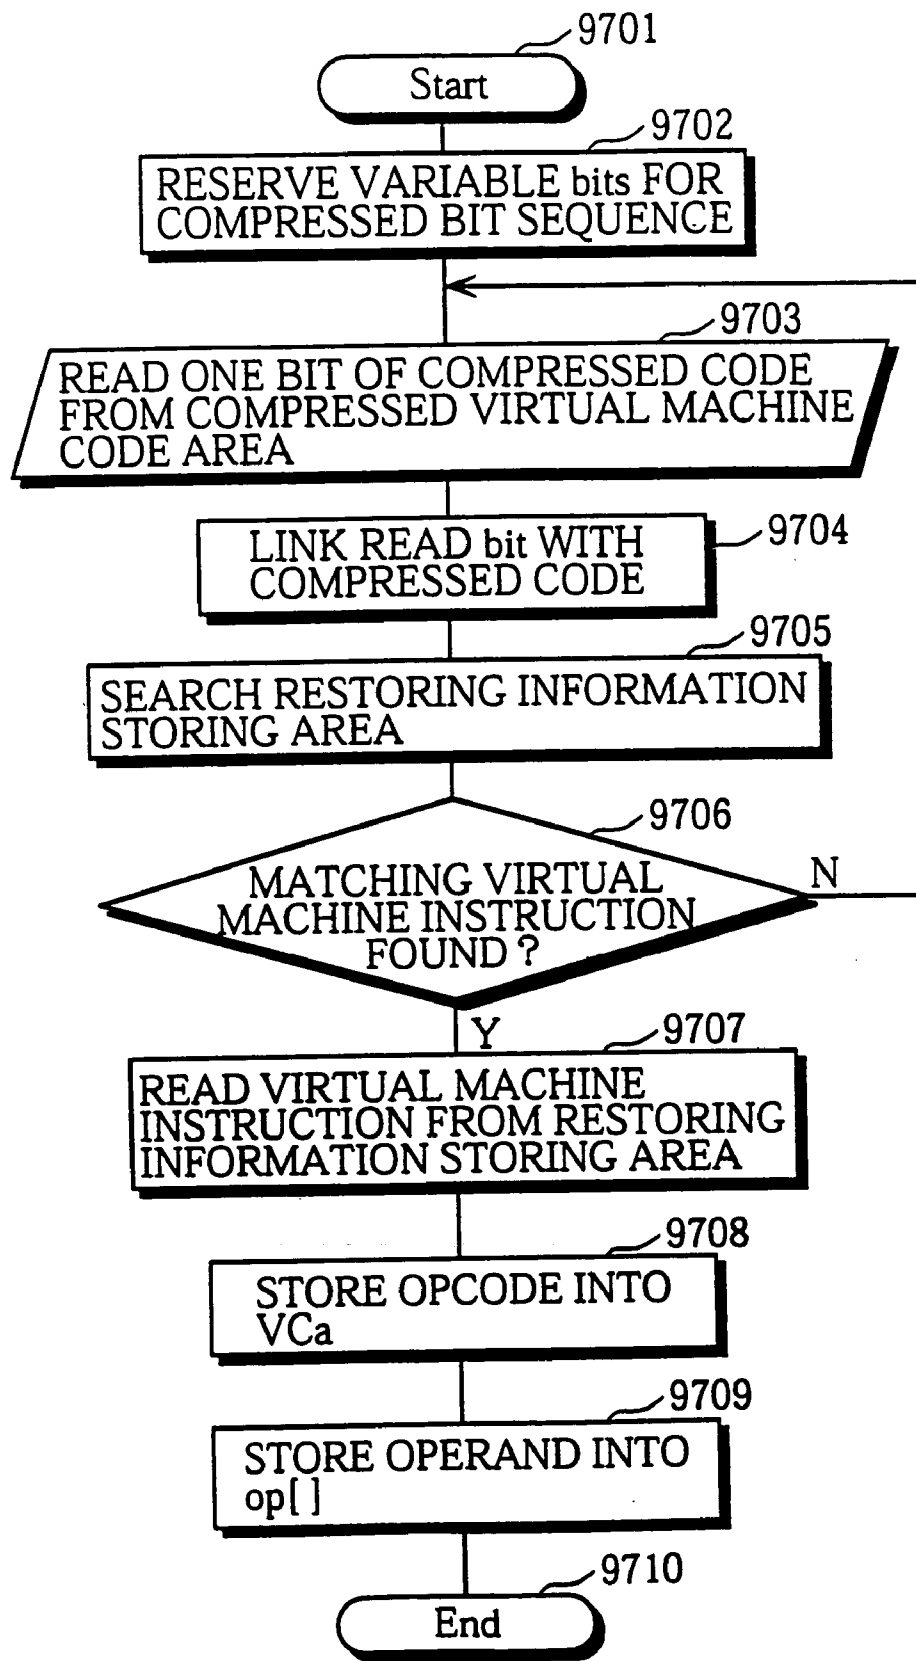 9701
Start
9702
RESERVE VARIABLE bits FOR
COMPRESSED BIT SEQUENCE
9703
READ ONE BIT OF COMPRESSED CODE
FROM COMPRESSED VIRTUAL MACHINE
CODE AREA
9704
LINK READ bit WITH
COMPRESSED CODE
9705
SEARCH RESTORING INFORMATION
STORING AREA
9706
MATCHING VIRTUAL
MACHINE INSTRUCTION
FOUND?
N
Y
9707
READ VIRTUAL MACHINE
INSTRUCTION FROM RESTORING
INFORMATION STORING AREA
9708
STORE OPCODE INTO
VCa
9709
STORE OPERAND INTO
op[ ]
9710
End